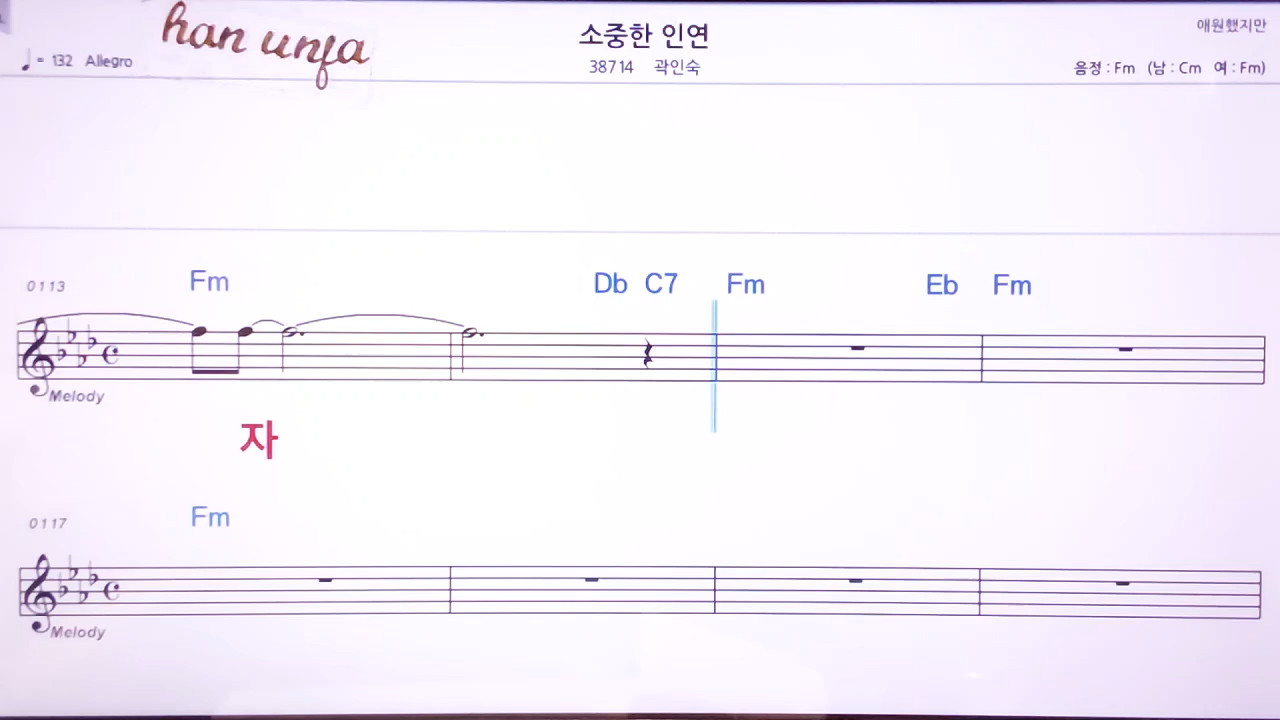 han unfa
소중한 인연
애원했지만
♩ = 132 Allegro
38714 곽인숙
음정 : Fm (남 : Cm 여 : Fm)
0113 Fm Db C7 Fm Eb Fm
Melody
자
0117 Fm
Melody